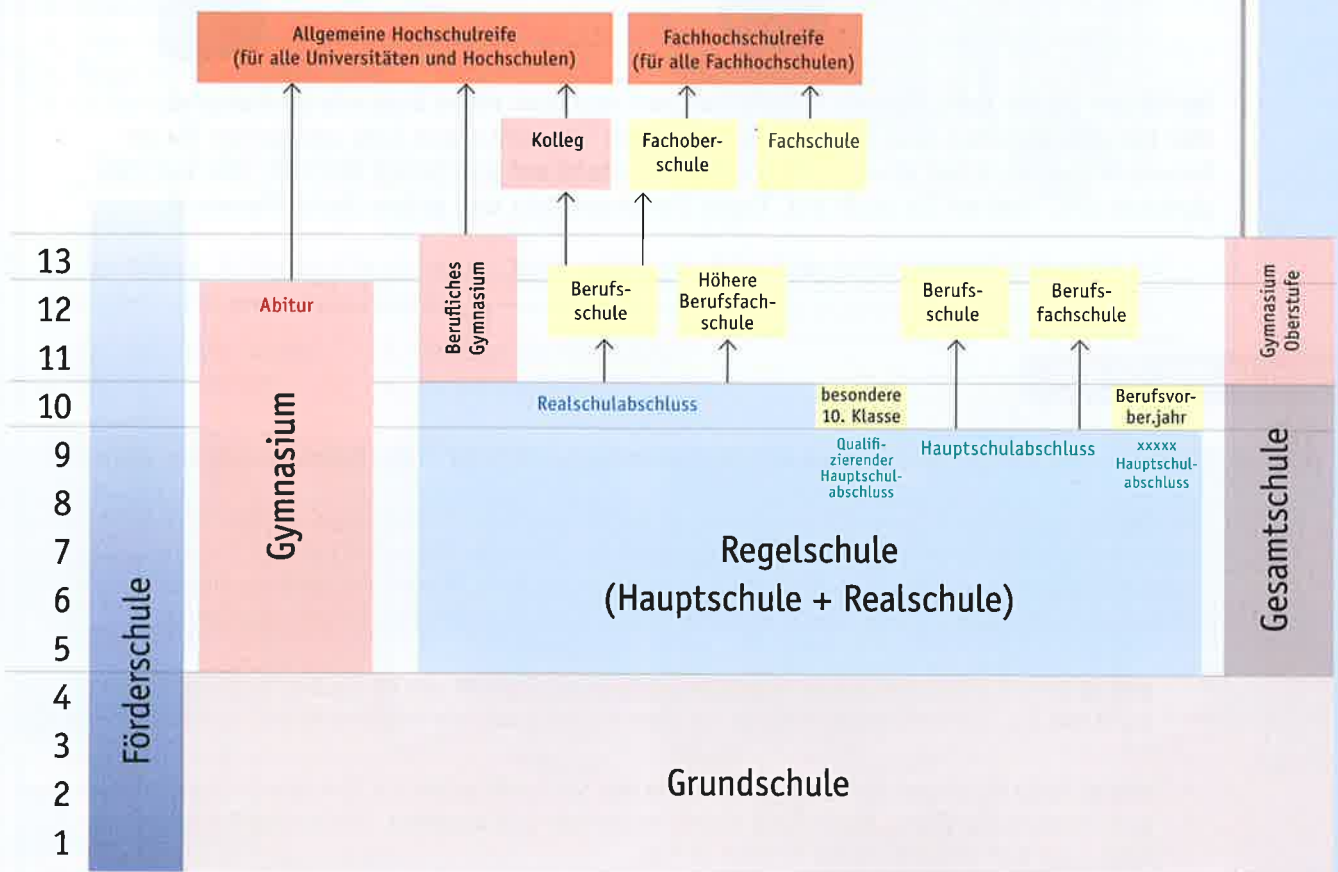 Allgemeine Hochschulreife
(für alle Universitäten und Hochschulen)
Fachhochschulreife
(für alle Fachhochschulen)
Kolleg
Fachober-
schule
Fachschule
13
12
11
10
9
8
7
6
5
4
3
2
1
Förderschule
Abitur
Gymnasium
Berufliches
Gymnasium
Berufs-
schule
Höhere
Berufsfach-
schule
Berufs-
schule
Berufs-
fachschule
Gymnasium
Oberstufe
Realschulabschluss
besondere
10. Klasse
Berufsvor-
ber.jahr
Qualifi-
zierender
Hauptschul-
abschluss
Hauptschulabschluss
xxxxx
Hauptschul-
abschluss
Regelschule
(Hauptschule + Realschule)
Gesamtschule
Grundschule